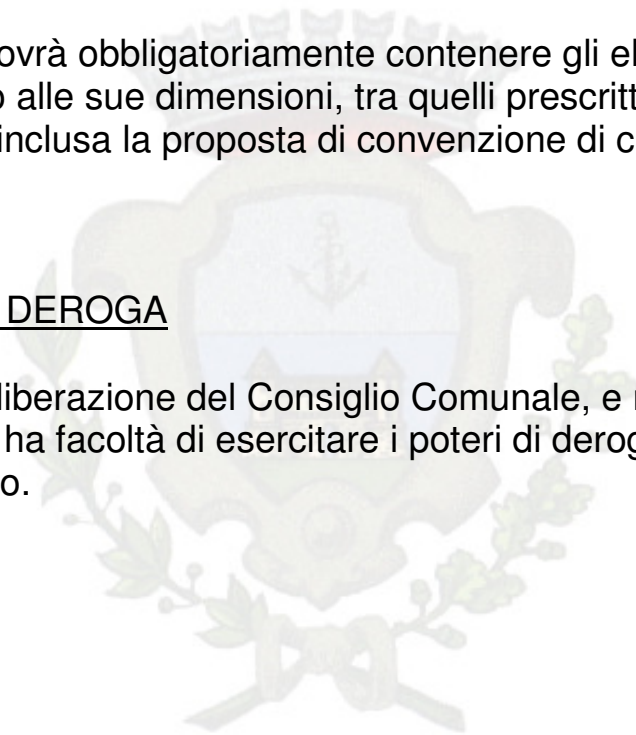 ovrà obbligatoriamente contenere gli el
alle sue dimensioni, tra quelli prescritt
inclusa la proposta di convenzione di c
DEROGA
liberazione del Consiglio Comunale, e
ha facoltà di esercitare i poteri di derog
o.